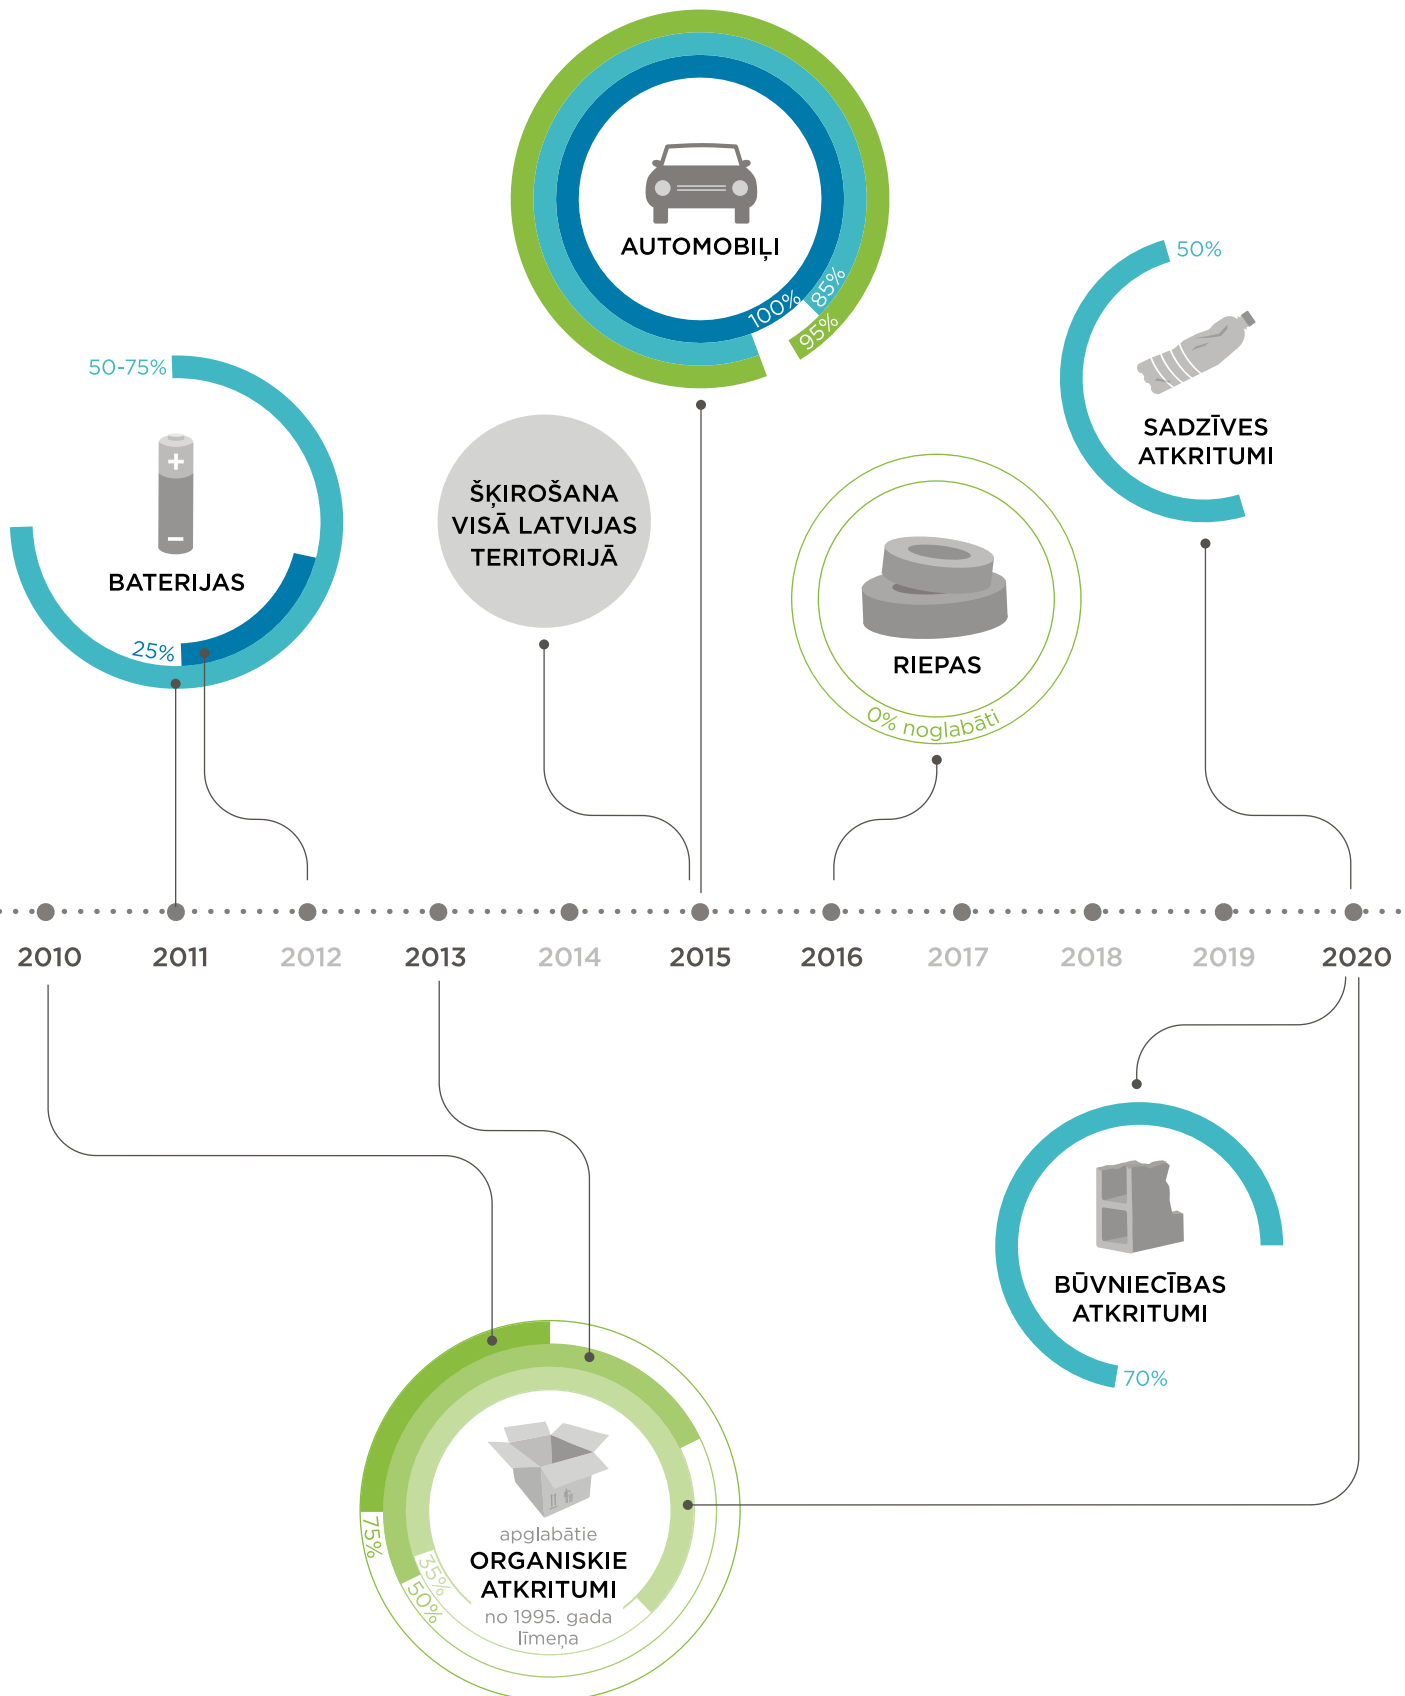 AUTOMOBIĻI
100%
85%
95%
50%
SADZĪVES
ATKRITUMI
50-75%
+
−
BATERIJAS
25%
ŠĶIROŠANA
VISĀ LATVIJAS
TERITORIJĀ
RIEPAS
0% noglabāti
2010 2011 2012 2013 2014 2015 2016 2017 2018 2019 2020
BŪVNIECĪBAS
ATKRITUMI
70%
apglabātie
ORGANISKIE
ATKRITUMI
no 1995. gada
līmeņa
75%
50%
35%